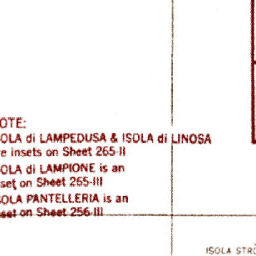 OTE:
OLA di LAMPEDUSA & ISOLA di LINOSA
e insets on Sheet 265-II
OLA di LAMPIONE is an
set on Sheet 265-III
OLA PANTELLERIA is an
set on Sheet 256-III
ISOLA STRO